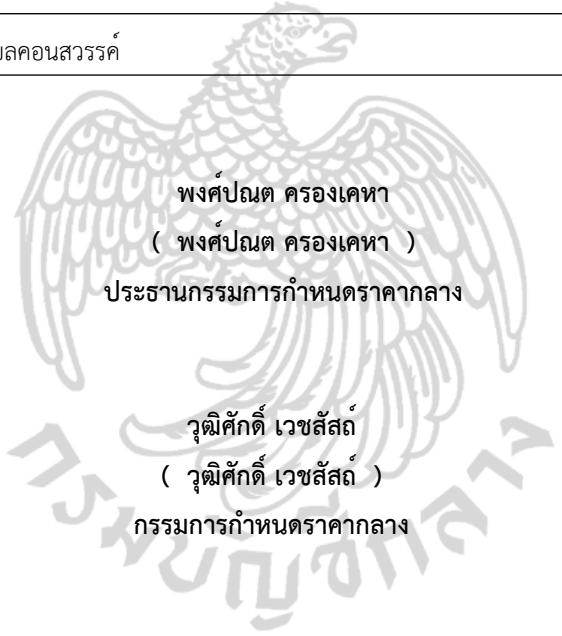 บลคอนสวรรค์
พงศ์ปณต ครองเคหา
( พงศ์ปณต ครองเคหา )
ประธานกรรมการกำหนดราคากลาง
วุฒิศักดิ์ เวชสัสถ์
( วุฒิศักดิ์ เวชสัสถ์ )
กรรมการกำหนดราคากลาง
กรมบัญชีกลาง